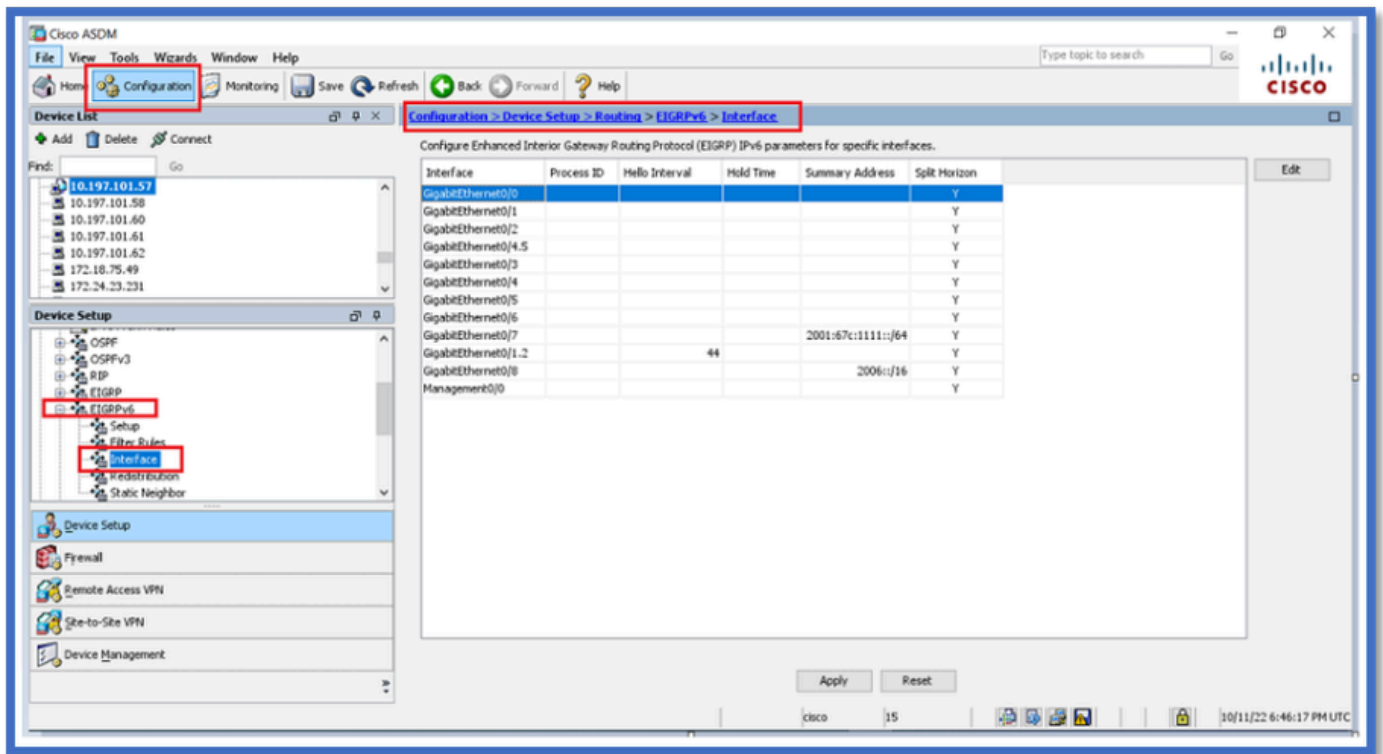 Cisco ASDM
File View Tools Wizards Window Help
Type topic to search Go
Home Configuration Monitoring Save Refresh Back Forward Help
CISCO
Device List
Add Delete Connect
Find: Go
10.197.101.57
10.197.101.58
10.197.101.60
10.197.101.61
10.197.101.62
172.18.75.49
172.24.23.231
Device Setup
OSPF
OSPFv3
RIP
EIGRP
EIGRPv6
Setup
Filter Rules
Interface
Redistribution
Static Neighbor
Device Setup
Firewall
Remote Access VPN
Site-to-Site VPN
Device Management
Configuration > Device Setup > Routing > EIGRPv6 > Interface
Configure Enhanced Interior Gateway Routing Protocol (EIGRP) IPv6 parameters for specific interfaces.
Interface Process ID Hello Interval Hold Time Summary Address Split Horizon
GigabitEthernet0/0 Y
GigabitEthernet0/1 Y
GigabitEthernet0/2 Y
GigabitEthernet0/4.5 Y
GigabitEthernet0/3 Y
GigabitEthernet0/4 Y
GigabitEthernet0/5 Y
GigabitEthernet0/6 Y
GigabitEthernet0/7 2001:67c:1111::/64 Y
GigabitEthernet0/1.2 44 Y
GigabitEthernet0/8 2006::/16 Y
Management0/0 Y
Edit
Apply Reset
cisco 15 10/11/22 6:46:17 PM UTC